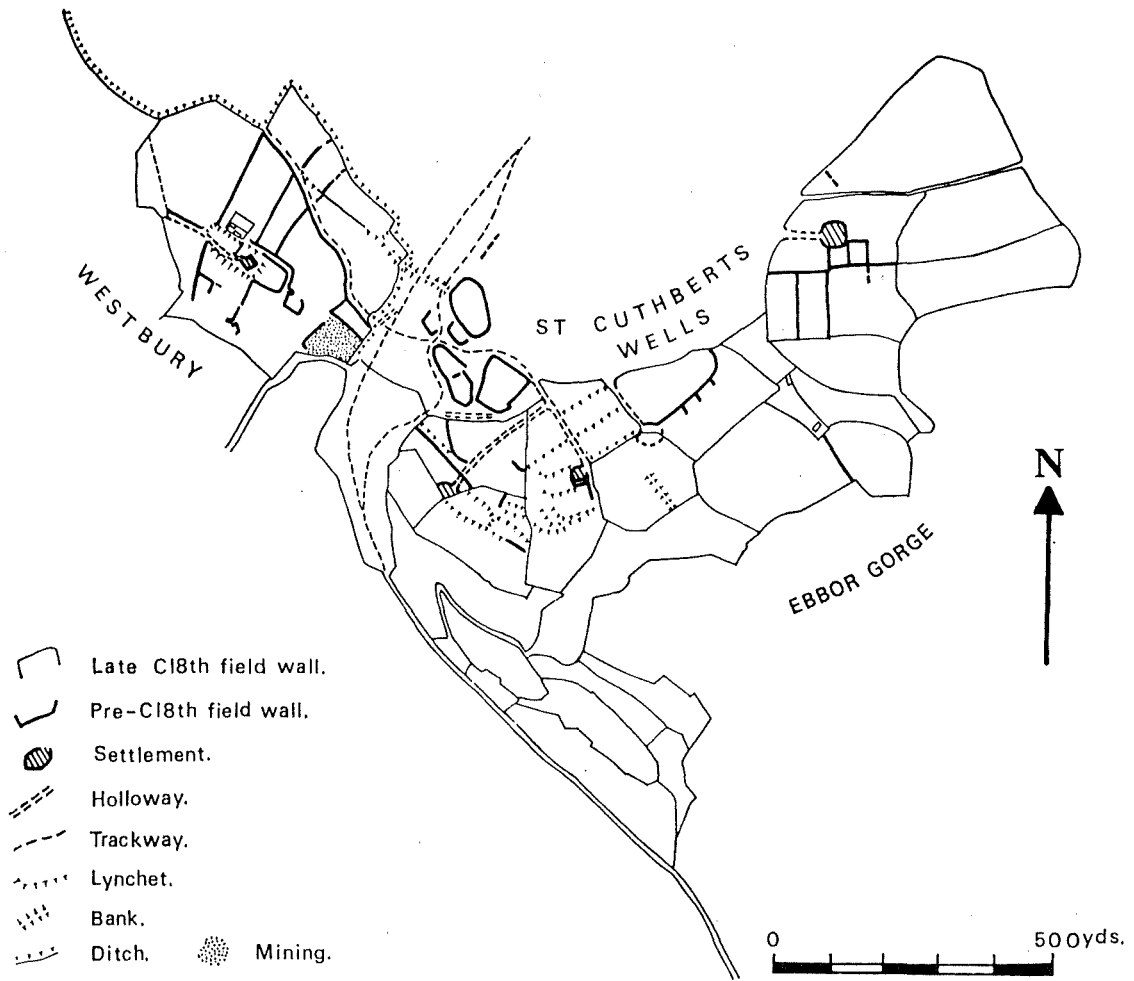 WESTBURY
ST CUTHBERTS
WELLS
EBBOR GORGE
N
Late C18th field wall.
Pre-C18th field wall.
Settlement.
Holloway.
Trackway.
Lynchet.
Bank.
Ditch.
Mining.
0 500yds.